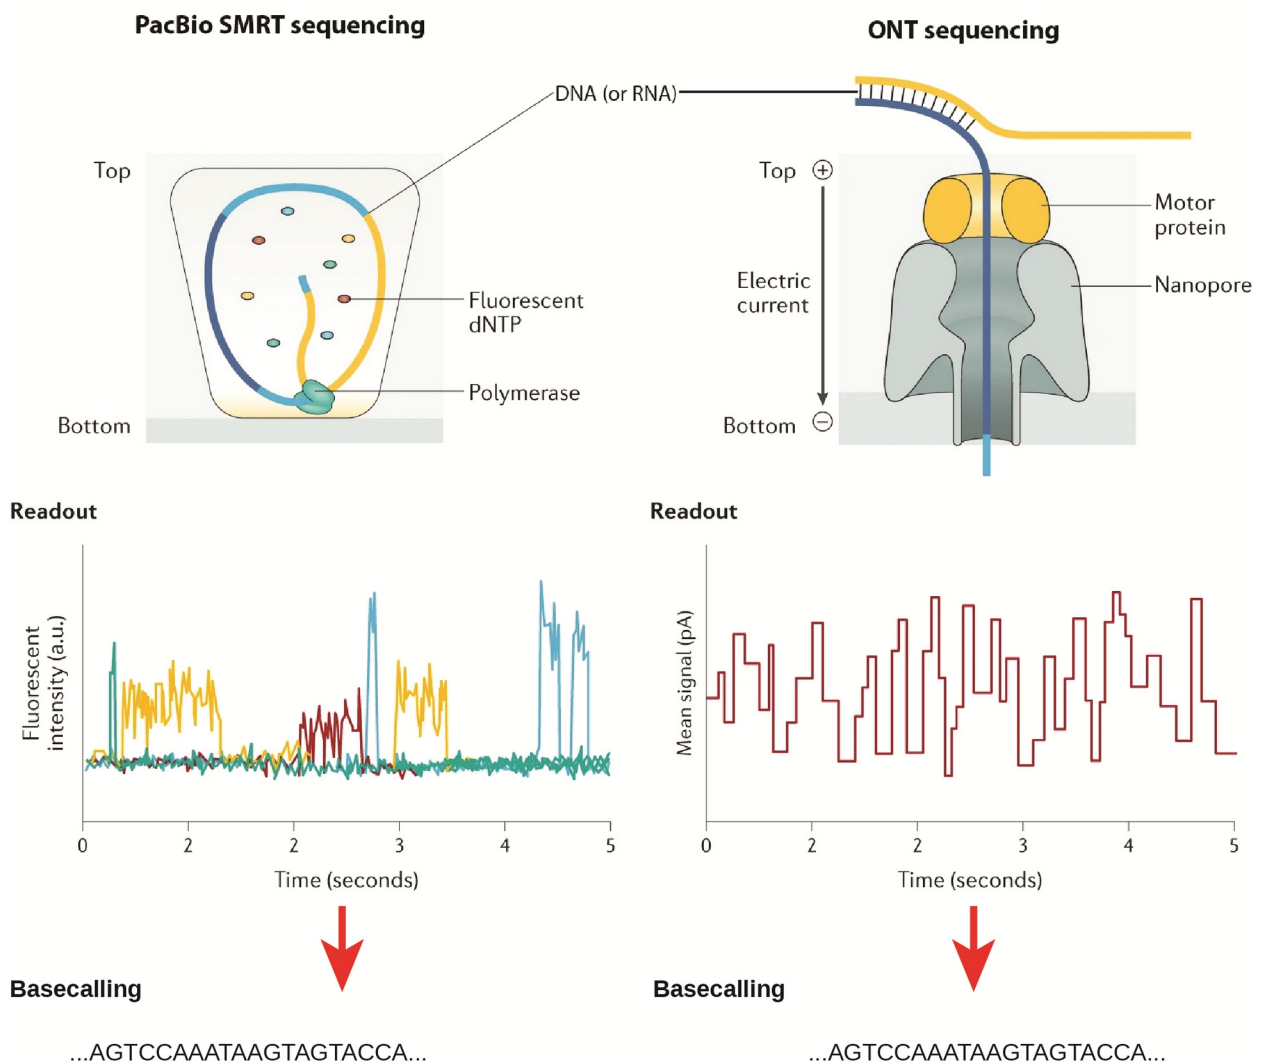 PacBio SMRT sequencing
ONT sequencing
DNA (or RNA)
Top
Fluorescent
dNTP
Polymerase
Bottom
Top
+
Motor
protein
Electric
current
Nanopore
Bottom
−
Readout
Fluorescent
intensity (a.u.)
0 2 2 3 4 5
Time (seconds)
Readout
Mean signal (pA)
0 2 2 3 4 5
Time (seconds)
Basecalling
...AGTCCAAATAAGTAGTACCA...
Basecalling
...AGTCCAAATAAGTAGTACCA...